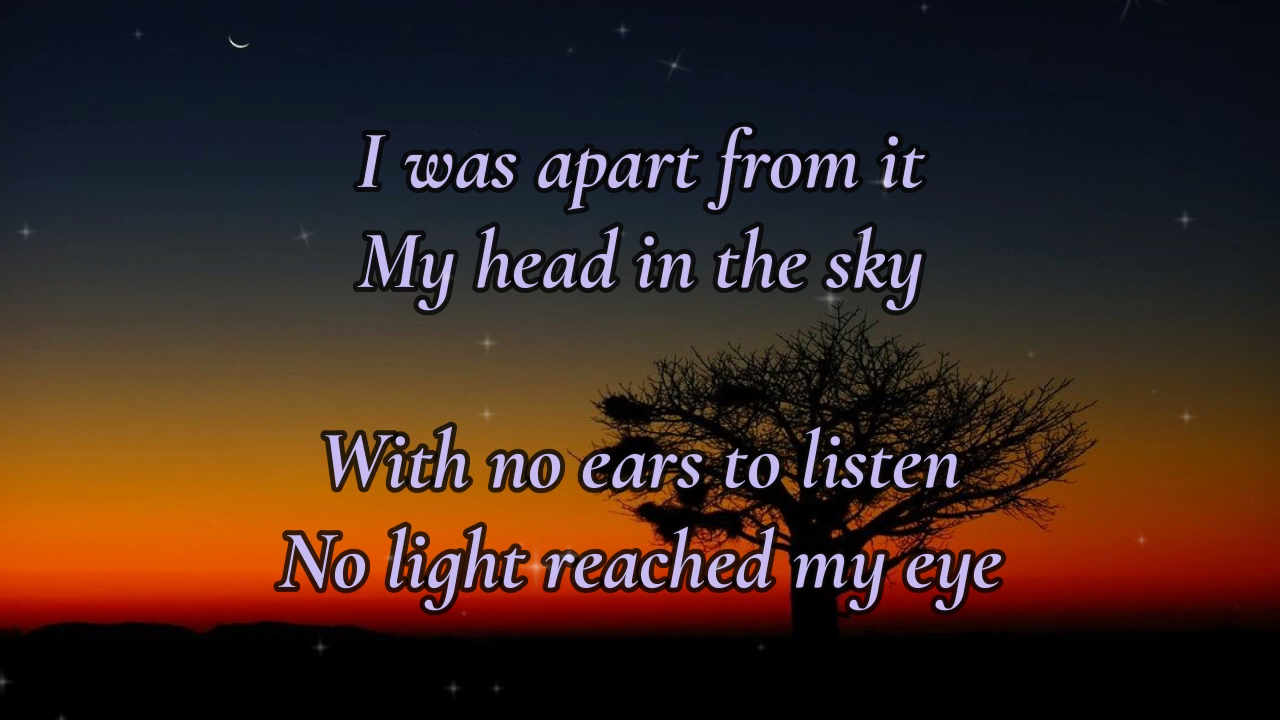 I was apart from it
My head in the sky
With no ears to listen
No light reached my eye